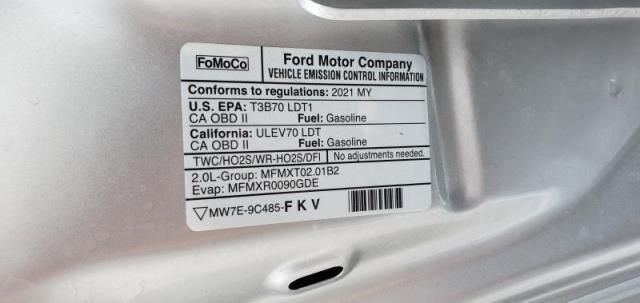 FoMoCo
Ford Motor Company
VEHICLE EMISSION CONTROL INFORMATION
Conforms to regulations: 2021 MY
U.S. EPA: T3B70 LDT1
CA OBD II Fuel: Gasoline
California: ULEV70 LDT
CA OBD II Fuel: Gasoline
TWC/HO2S/WR-HO2S/DFI No adjustments needed.
2.0L-Group: MFMXT02.01B2
Evap: MFMXR0090GDE
MW7E-9C485-F K V